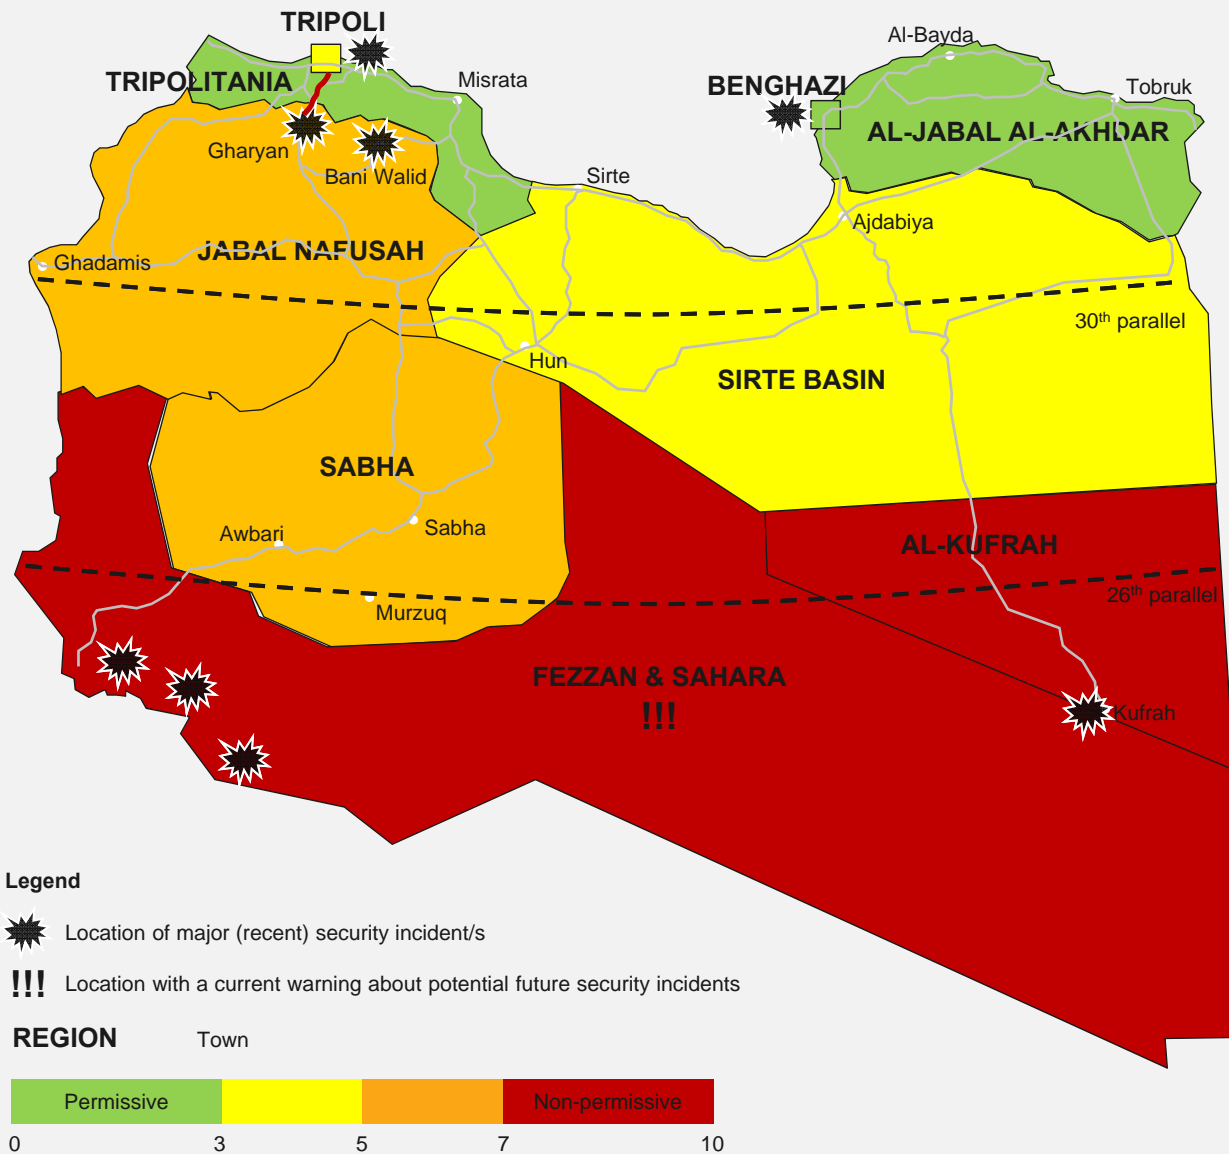 TRIPOLI
Al-Bayda
TRIPOLITANIA
Misrata
BENGHAZI
Tobruk
AL-JABAL AL-AKHDAR
Gharyan
Bani Walid
Sirte
Ajdabiya
JABAL NAFUSAH
Ghadamis
30th parallel
Hun
SIRTE BASIN
SABHA
Awbari
Sabha
AL-KUFRAH
26th parallel
Murzuq
FEZZAN & SAHARA
!!!
Kufrah
Legend
Location of major (recent) security incident/s
!!! Location with a current warning about potential future security incidents
REGION Town
Permissive Non-permissive
0 3 5 7 10